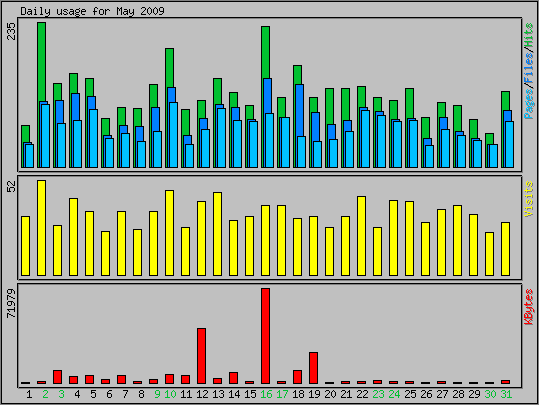 Daily usage for May 2009
235
Pages/Files/Hits
52
Visits
71979
KBytes
1 2 3 4 5 6 7 8 9 10 11 12 13 14 15 16 17 18 19 20 21 22 23 24 25 26 27 28 29 30 31